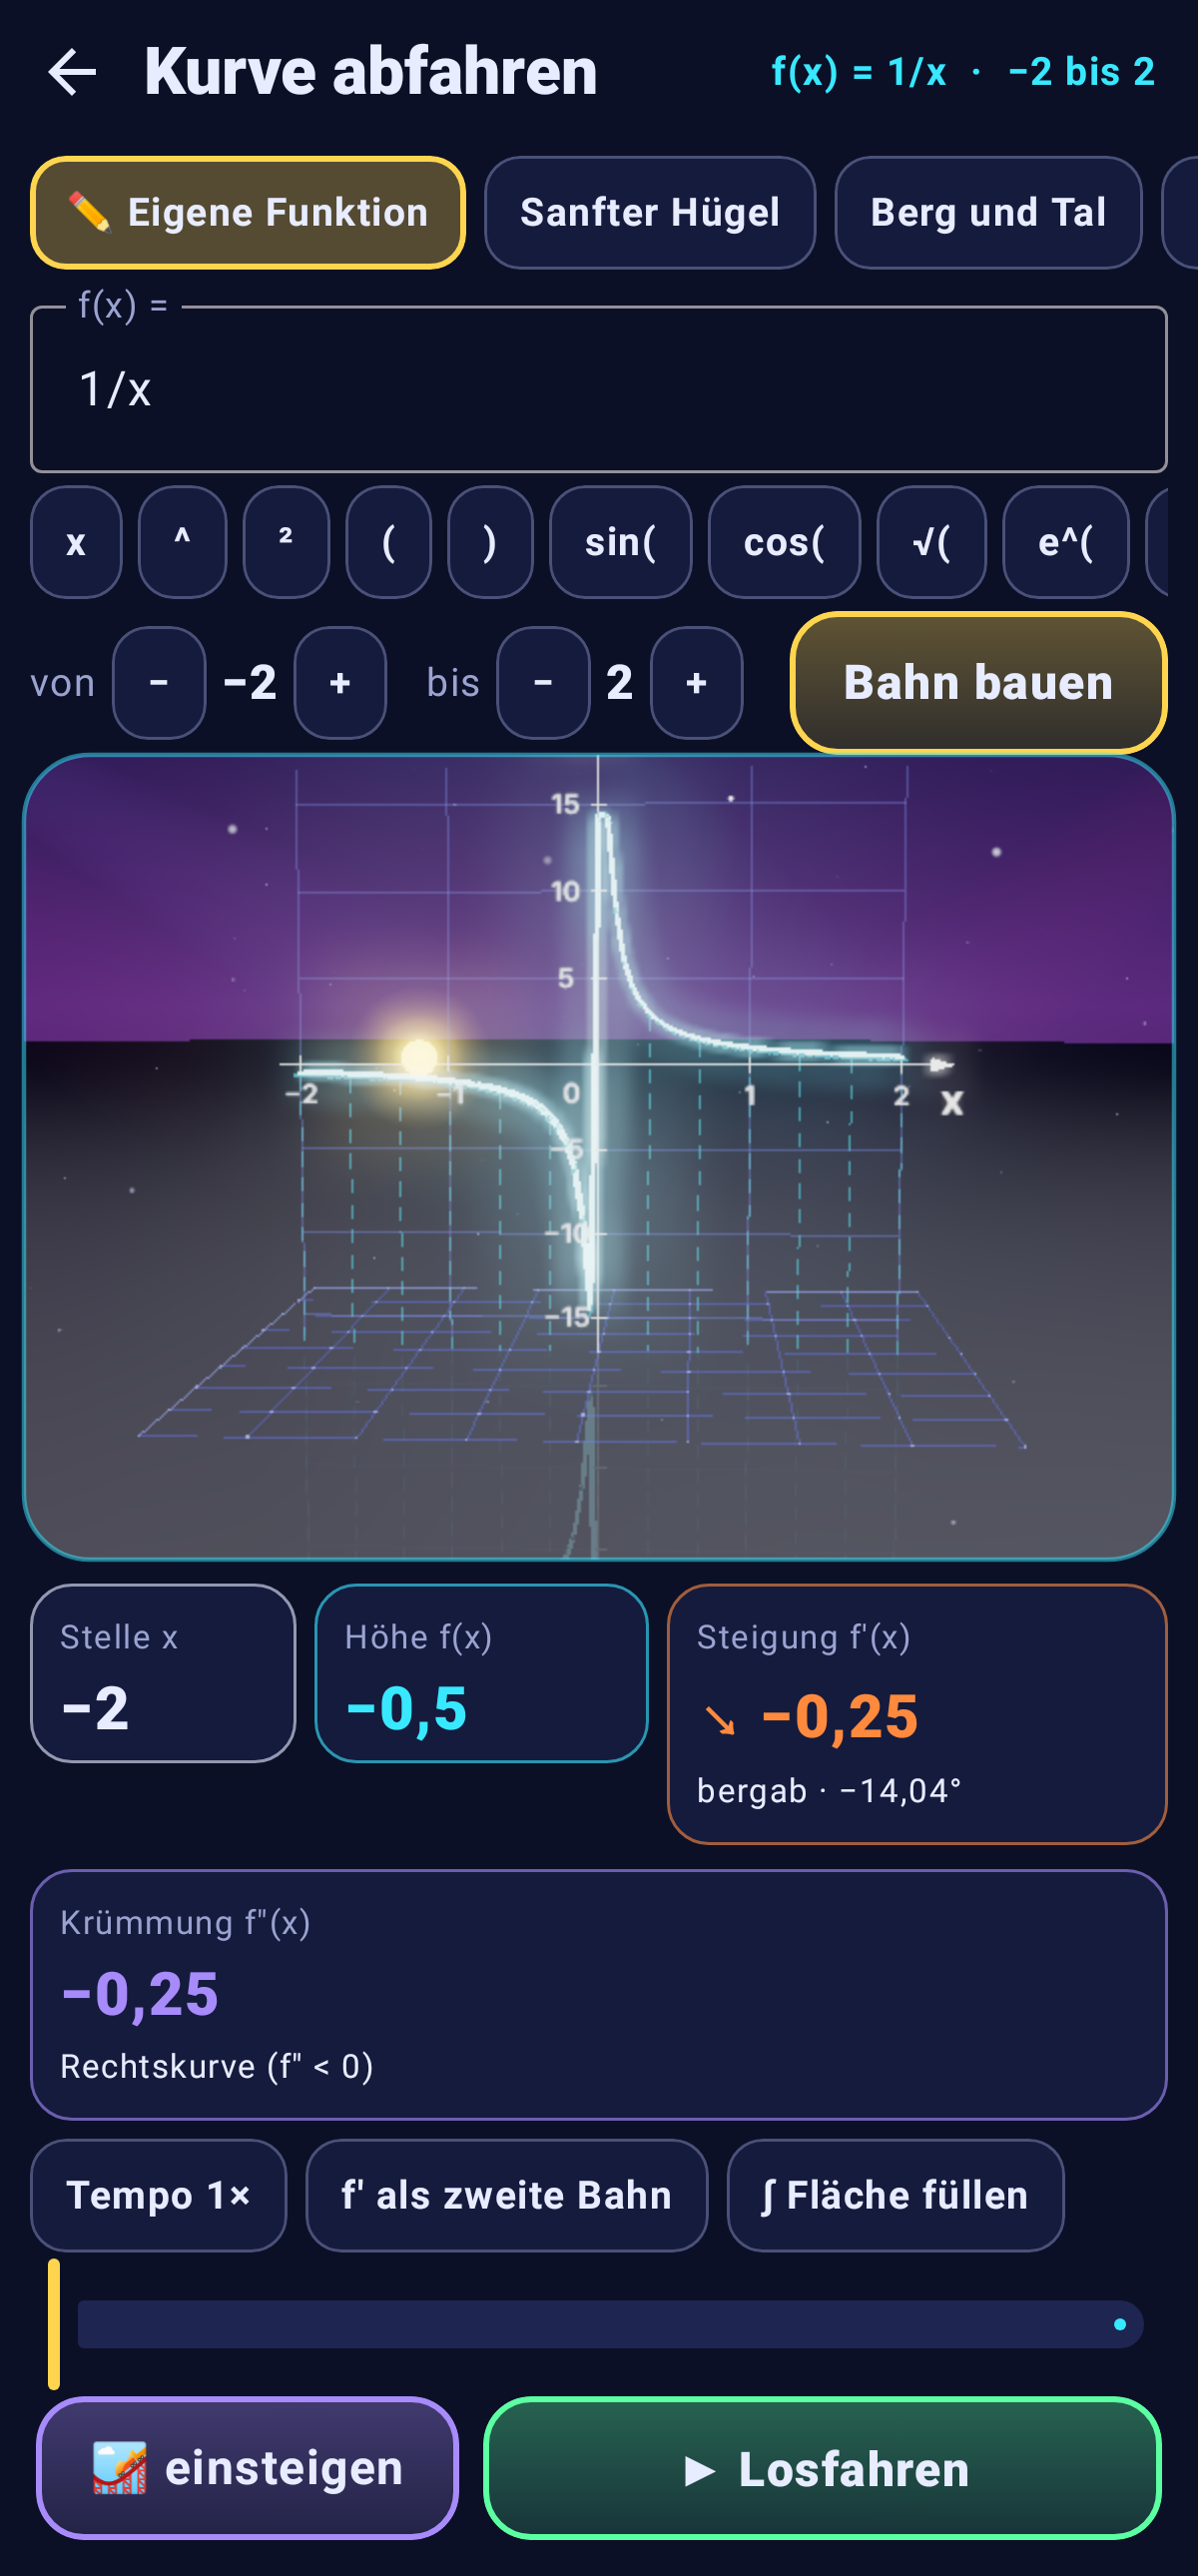 Kurve abfahren
f(x) = 1/x · −2 bis 2
✏️ Eigene Funktion
Sanfter Hügel
Berg und Tal
f(x) =
1/x
x
^
²
(
)
sin(
cos(
√(
e^(
von
−
−2
+
bis
−
2
+
Bahn bauen
15
10
5
−2
−1
0
1
2
x
−5
−10
−15
Stelle x
−2
Höhe f(x)
−0,5
Steigung f'(x)
↘ −0,25
bergab · −14,04°
Krümmung f"(x)
−0,25
Rechtskurve (f" < 0)
Tempo 1×
f' als zweite Bahn
∫ Fläche füllen
🎢 einsteigen
► Losfahren